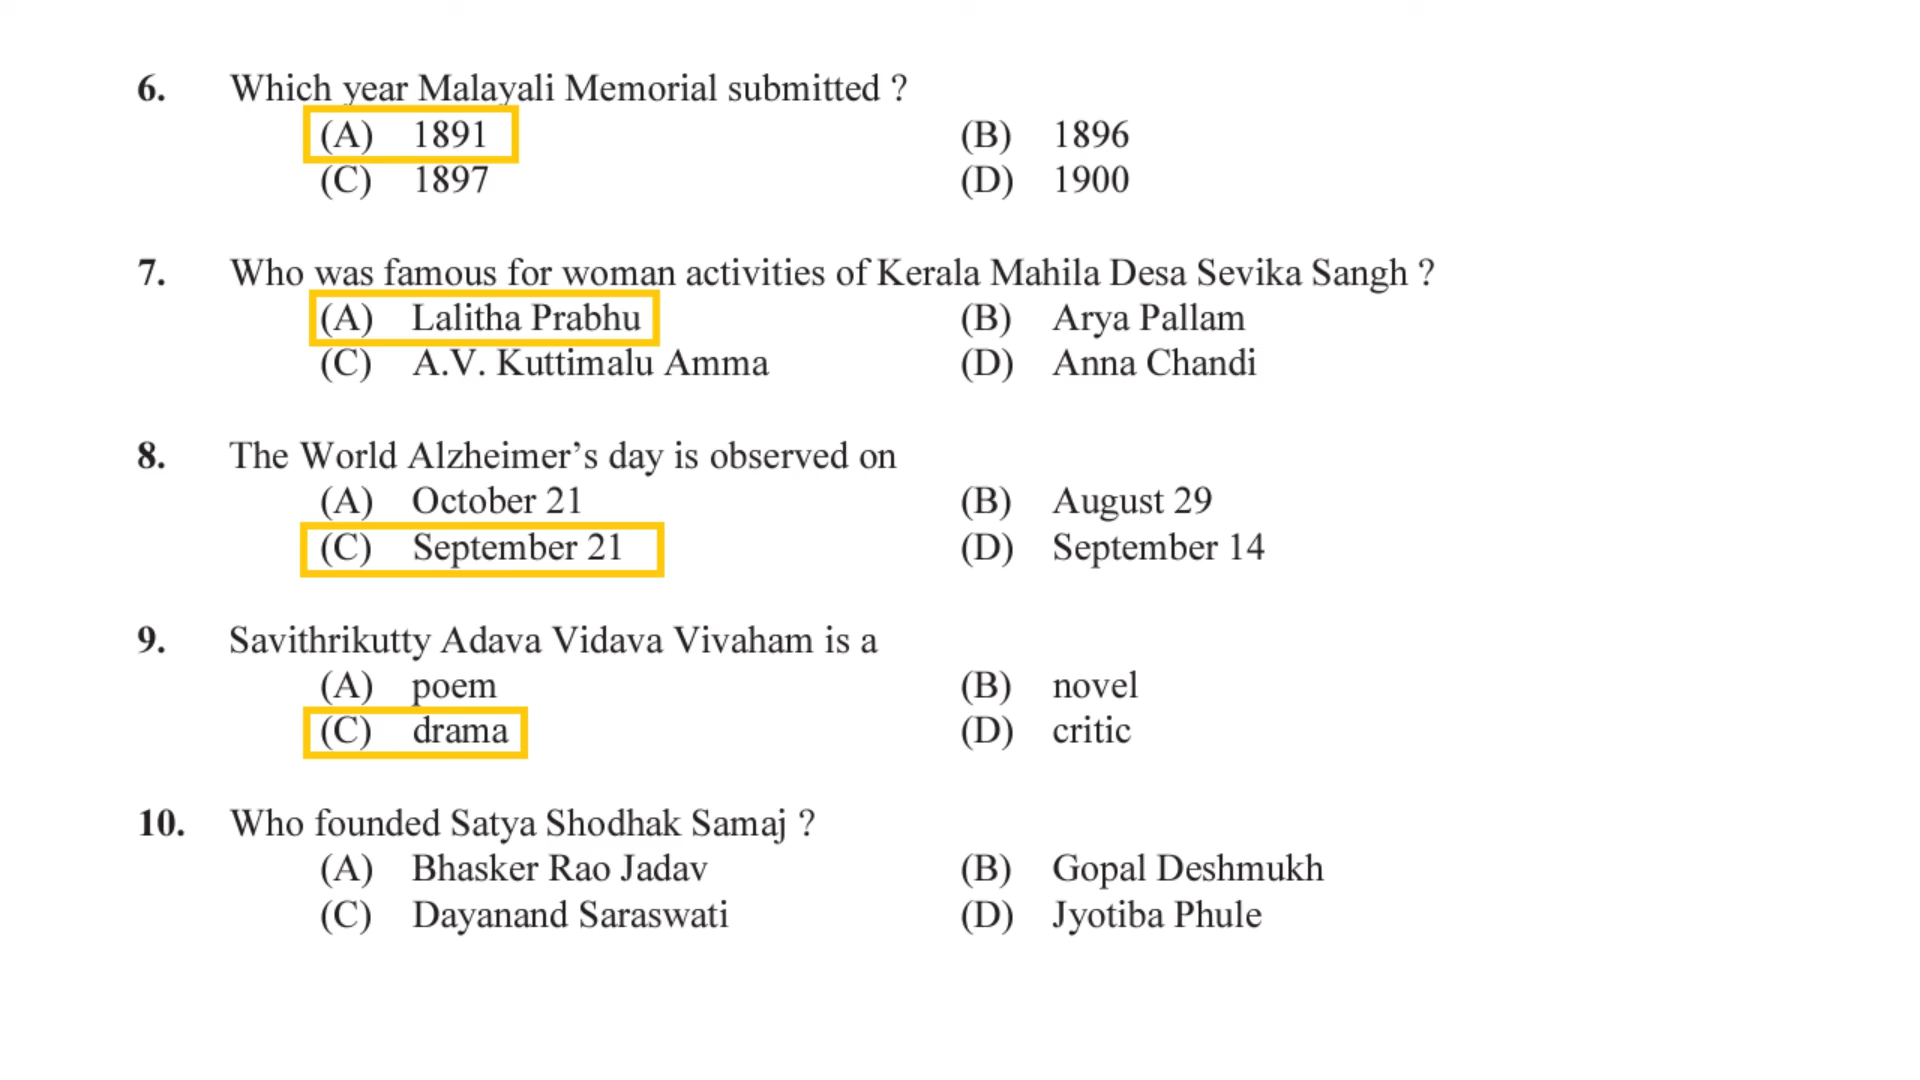 6. Which year Malayali Memorial submitted ?
(A) 1891 (B) 1896
(C) 1897 (D) 1900
7. Who was famous for woman activities of Kerala Mahila Desa Sevika Sangh ?
(A) Lalitha Prabhu (B) Arya Pallam
(C) A.V. Kuttimalu Amma (D) Anna Chandi
8. The World Alzheimer’s day is observed on
(A) October 21 (B) August 29
(C) September 21 (D) September 14
9. Savithrikutty Adava Vidava Vivaham is a
(A) poem (B) novel
(C) drama (D) critic
10. Who founded Satya Shodhak Samaj ?
(A) Bhasker Rao Jadav (B) Gopal Deshmukh
(C) Dayanand Saraswati (D) Jyotiba Phule